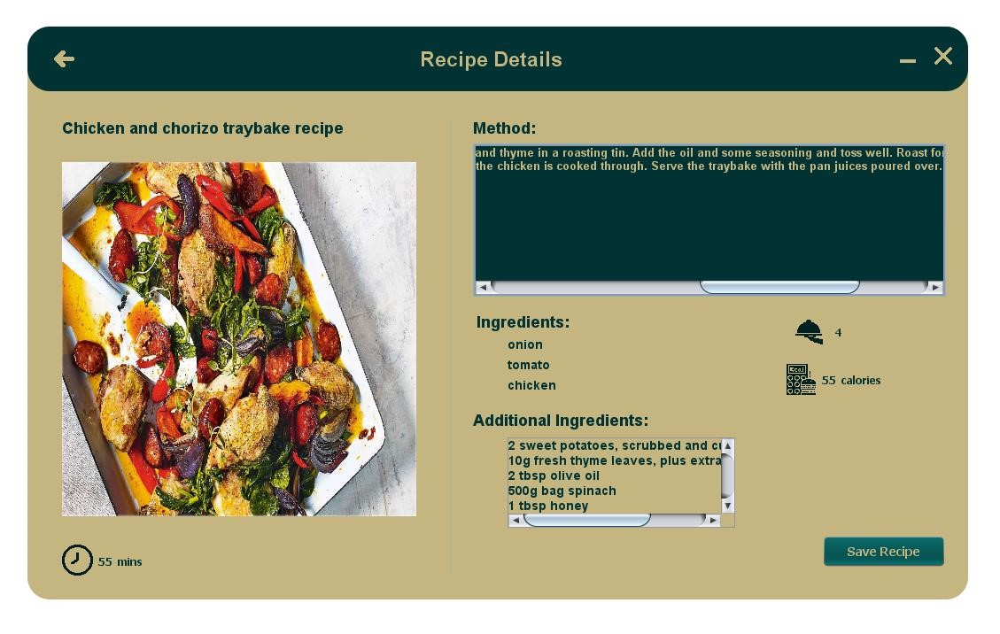 Recipe Details
Chicken and chorizo traybake recipe
Method:
and thyme in a roasting tin. Add the oil and some seasoning and toss well. Roast for
the chicken is cooked through. Serve the traybake with the pan juices poured over.
Ingredients:
onion
tomato
chicken
4
Kcal
55 calories
Additional Ingredients:
2 sweet potatoes, scrubbed and cu
10g fresh thyme leaves, plus extra
2 tbsp olive oil
500g bag spinach
1 tbsp honey
55 mins
Save Recipe